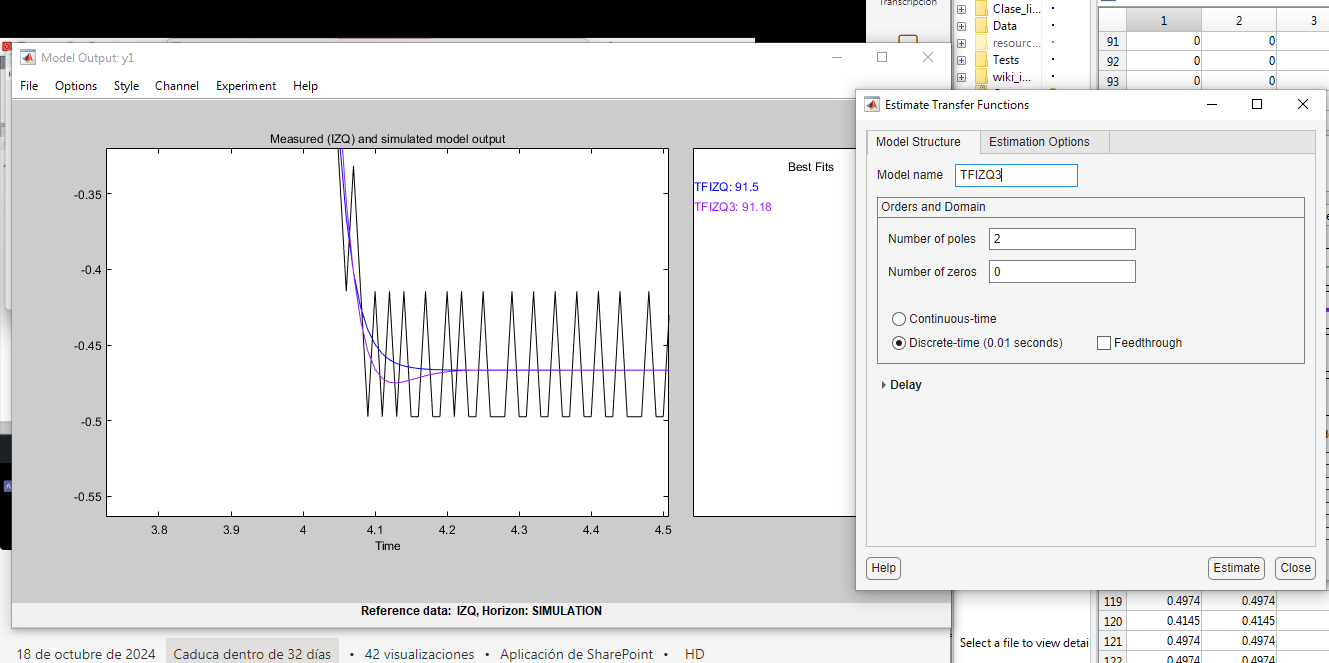 Transcripción
Clase_li...
Data
resourc...
Tests
wiki_i...
1 2 3
91 0 0
92 0 0
93 0 0
Model Output: y1
File Options Style Channel Experiment Help
Measured (IZQ) and simulated model output
-0.35
-0.4
-0.45
-0.5
-0.55
3.8 3.9 4 4.1 4.2 4.3 4.4 4.5
Time
Best Fits
TFIZQ: 91.5
TFIZQ3: 91.18
Reference data: IZQ, Horizon: SIMULATION
Estimate Transfer Functions
Model Structure Estimation Options
Model name TFIZQ3
Orders and Domain
Number of poles 2
Number of zeros 0
Continuous-time
Discrete-time (0.01 seconds) Feedthrough
Delay
Help Estimate Close
119 0.4974 0.4974
120 0.4145 0.4145
121 0.4974 0.4974
122 0.4145 0.4145
Select a file to view detai
18 de octubre de 2024 Caduca dentro de 32 días • 42 visualizaciones • Aplicación de SharePoint • HD